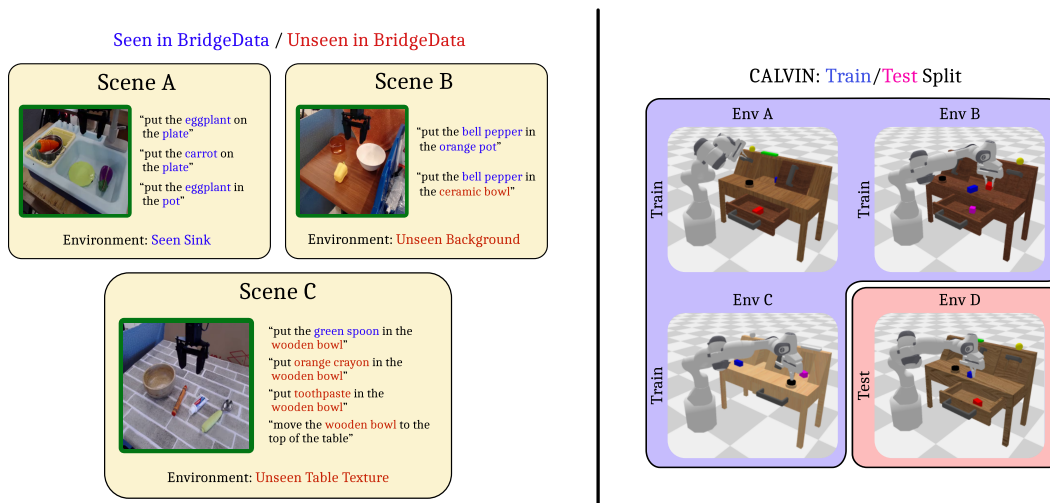 Seen in BridgeData / Unseen in BridgeData
Scene A
“put the eggplant on
the plate”
“put the carrot on
the plate”
“put the eggplant in
the pot”
Environment: Seen Sink
Scene B
“put the bell pepper in
the orange pot”
“put the bell pepper in
the ceramic bowl”
Environment: Unseen Background
Scene C
“put the green spoon in the
wooden bowl”
“put orange crayon in the
wooden bowl”
“put toothpaste in the
wooden bowl”
“move the wooden bowl to the
top of the table”
Environment: Unseen Table Texture
CALVIN: Train/Test Split
Env A
Train
Env B
Train
Env C
Train
Env D
Test